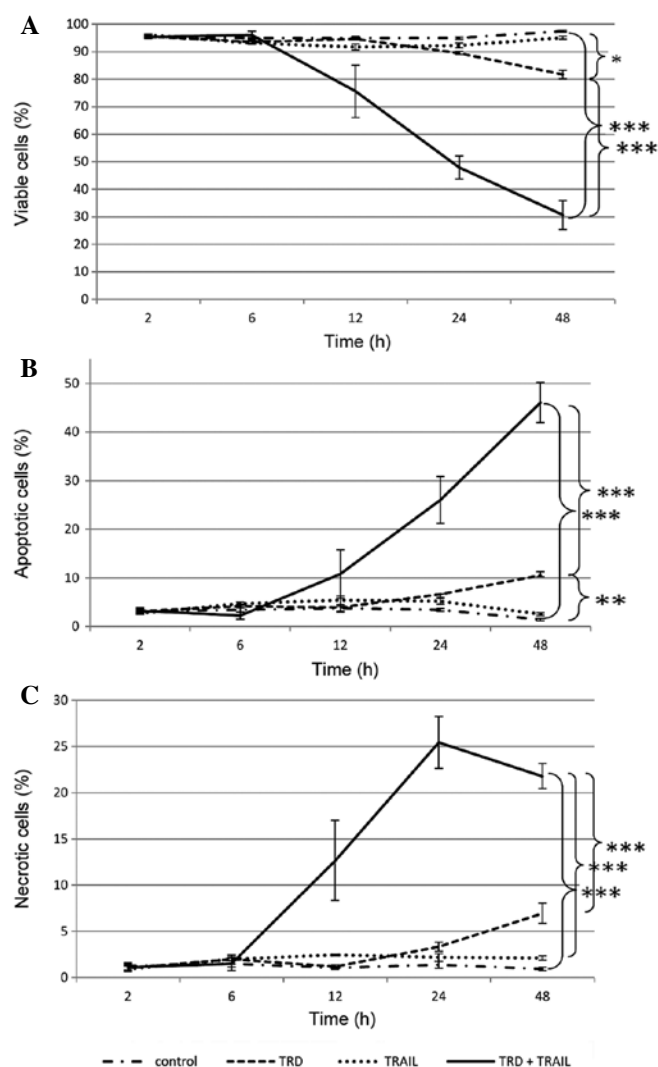 A
Viable cells (%)
100
90
80
70
60
50
40
30
20
10
0
2 6 12 24 48
Time (h)
*
***
***
B
Apoptotic cells (%)
50
40
30
20
10
0
2 6 12 24 48
Time (h)
***
***
**
C
Necrotic cells (%)
30
25
20
15
10
5
0
2 6 12 24 48
Time (h)
***
***
***
control TRD TRAIL TRD + TRAIL